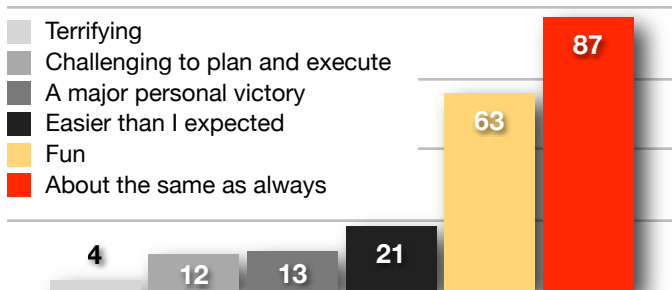 Terrifying
Challenging to plan and execute
A major personal victory
Easier than I expected
Fun
About the same as always
4
12
13
21
63
87